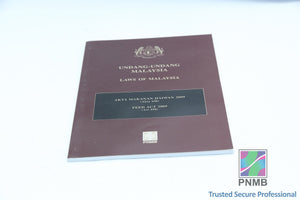 UNDANG-UNDANG
MALAYSIA
LAWS OF MALAYSIA
AKTA MAKANAN HAIWAN 2009
FEED ACT 2009
PNMB
Trusted Secure Professional